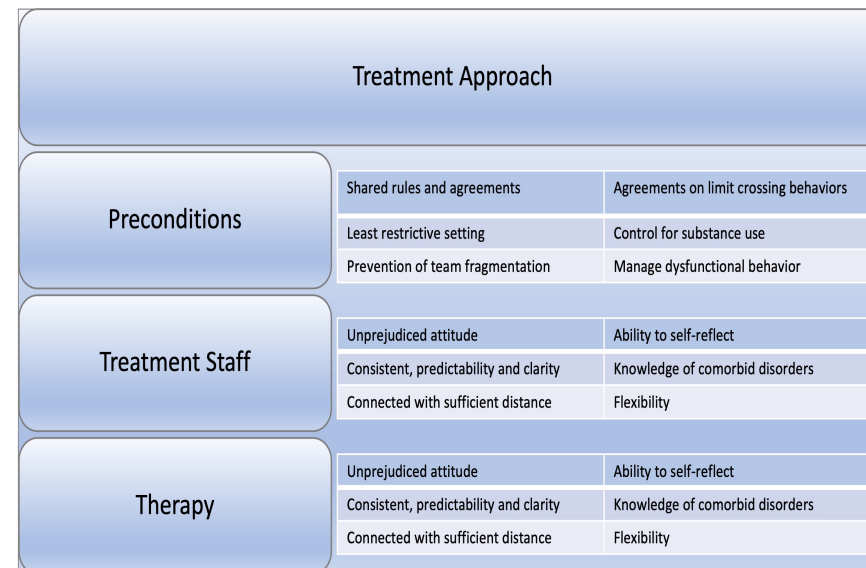 Treatment Approach
Preconditions
Shared rules and agreements
Agreements on limit crossing behaviors
Least restrictive setting
Control for substance use
Prevention of team fragmentation
Manage dysfunctional behavior
Treatment Staff
Unprejudiced attitude
Ability to self-reflect
Consistent, predictability and clarity
Knowledge of comorbid disorders
Connected with sufficient distance
Flexibility
Therapy
Unprejudiced attitude
Ability to self-reflect
Consistent, predictability and clarity
Knowledge of comorbid disorders
Connected with sufficient distance
Flexibility